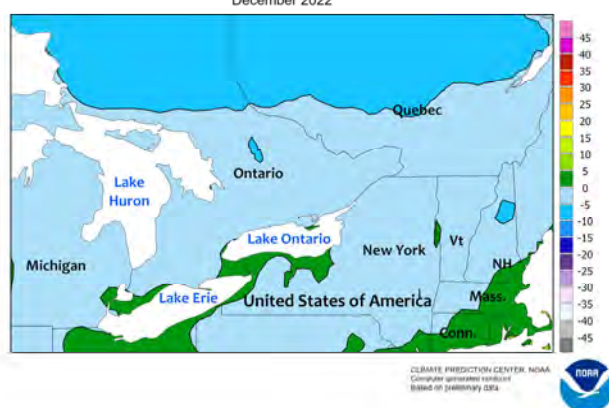 December 2022
45
40
35
30
25
20
15
10
5
0
-5
-10
-15
-20
-25
-30
-35
-40
-45
Quebec
Ontario
Lake
Huron
Lake Ontario
New York
Vt
Michigan
NH
Lake Erie
United States of America
Mass.
Conn.
CLIMATE PREDICTION CENTER, NOAA
Computer generated contours
Based on preliminary data
NOAA